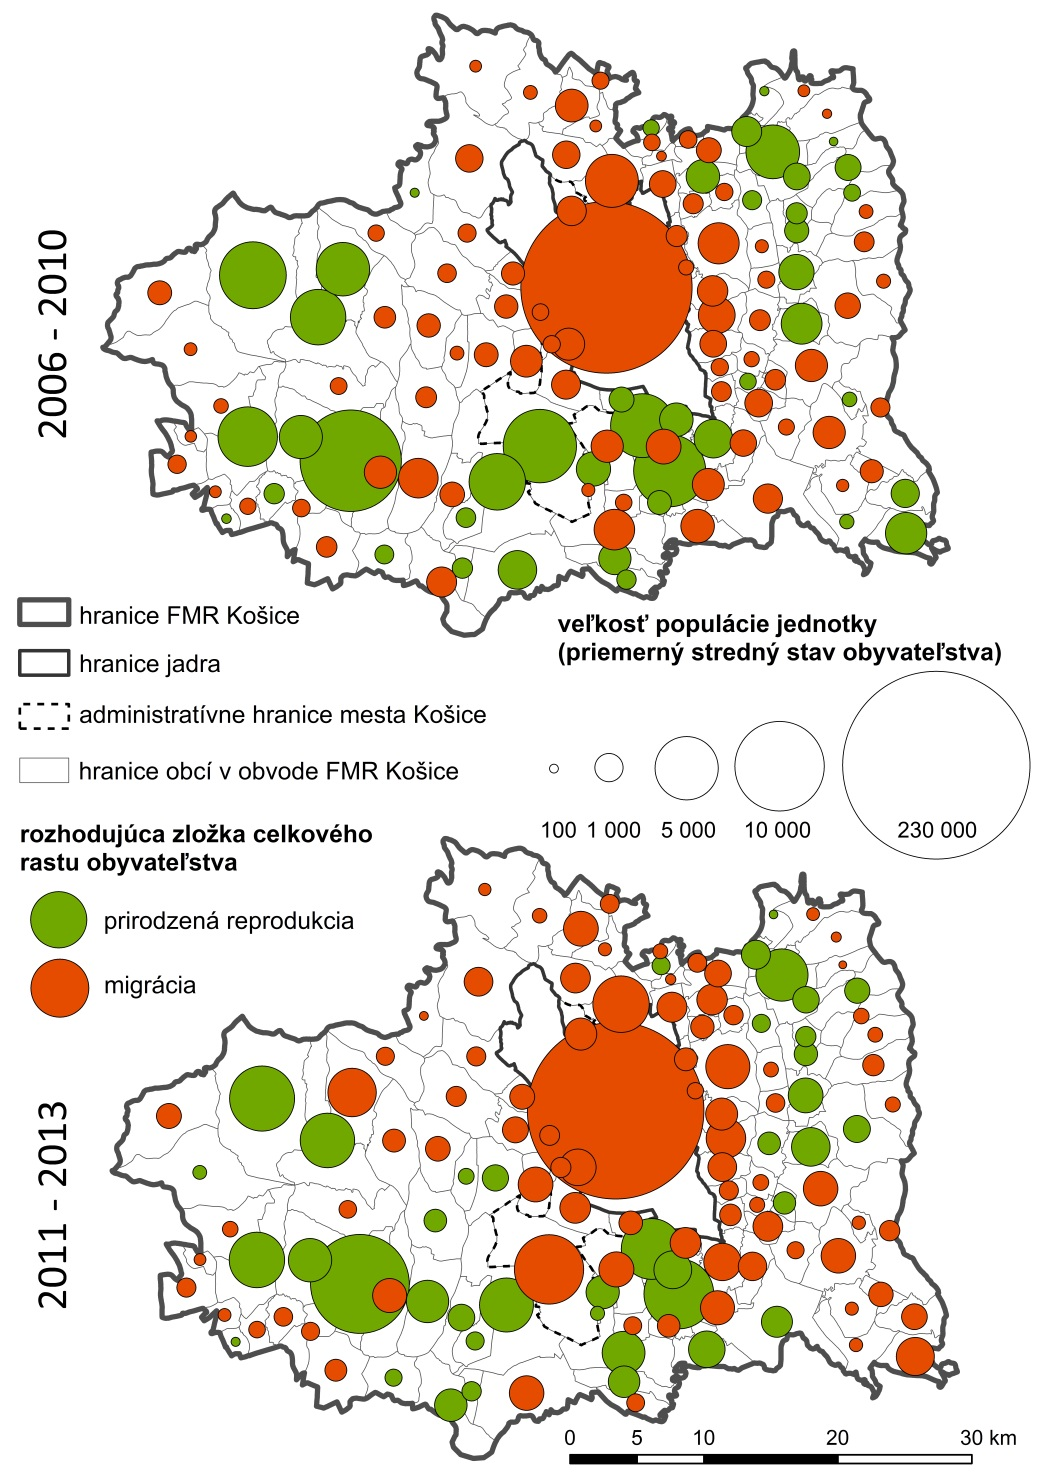 2006 - 2010
hranice FMR Košice
hranice jadra
administratívne hranice mesta Košice
hranice obcí v obvode FMR Košice
veľkosť populácie jednotky
(priemerný stredný stav obyvateľstva)
100 1 000 5 000 10 000 230 000
rozhodujúca zložka celkového
rastu obyvateľstva
prirodzená reprodukcia
migrácia
2011 - 2013
0 5 10 20 30 km